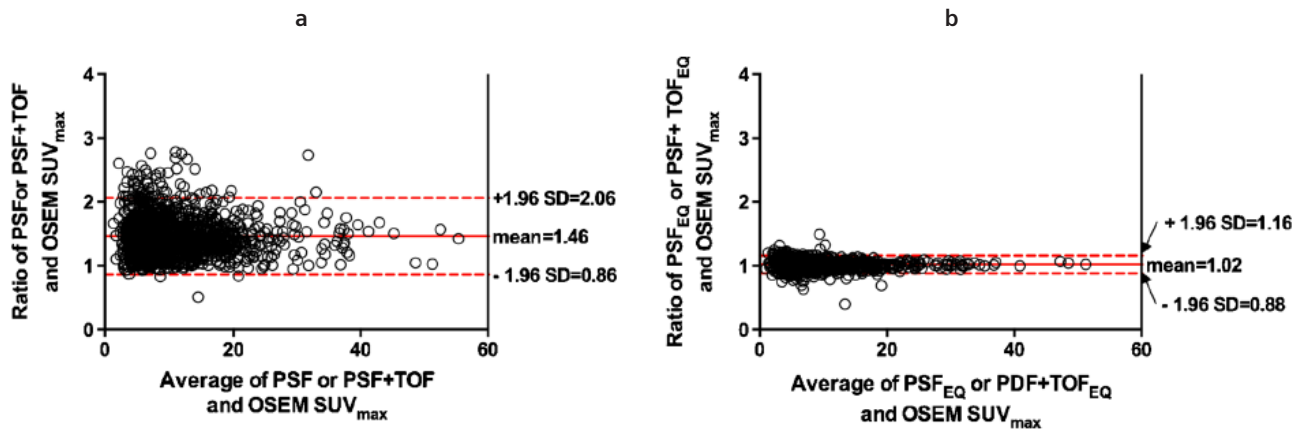 a
b
Ratio of PSFor PSF+TOF
and OSEM SUVmax
4
3
2
1
0
0
20
40
60
+1.96 SD=2.06
mean=1.46
- 1.96 SD=0.86
Average of PSF or PSF+TOF
and OSEM SUVmax
Ratio of PSFEQ or PSF+ TOFEQ
and OSEM SUVmax
4
3
2
1
0
0
20
40
60
+ 1.96 SD=1.16
mean=1.02
- 1.96 SD=0.88
Average of PSFEQ or PDF+TOFEQ
and OSEM SUVmax